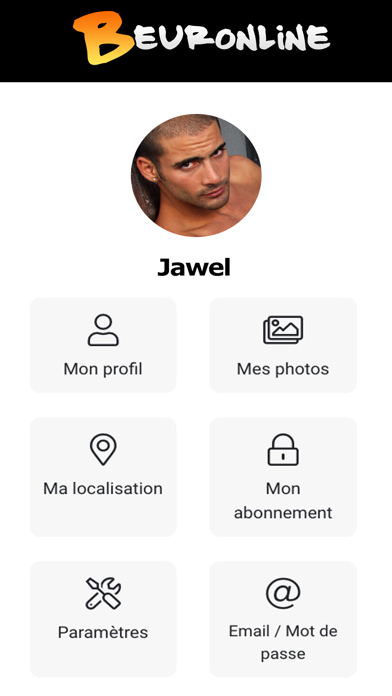 BEURONLINE
Jawel
Mon profil
Mes photos
Ma localisation
Mon
abonnement
Paramètres
@
Email / Mot de
passe